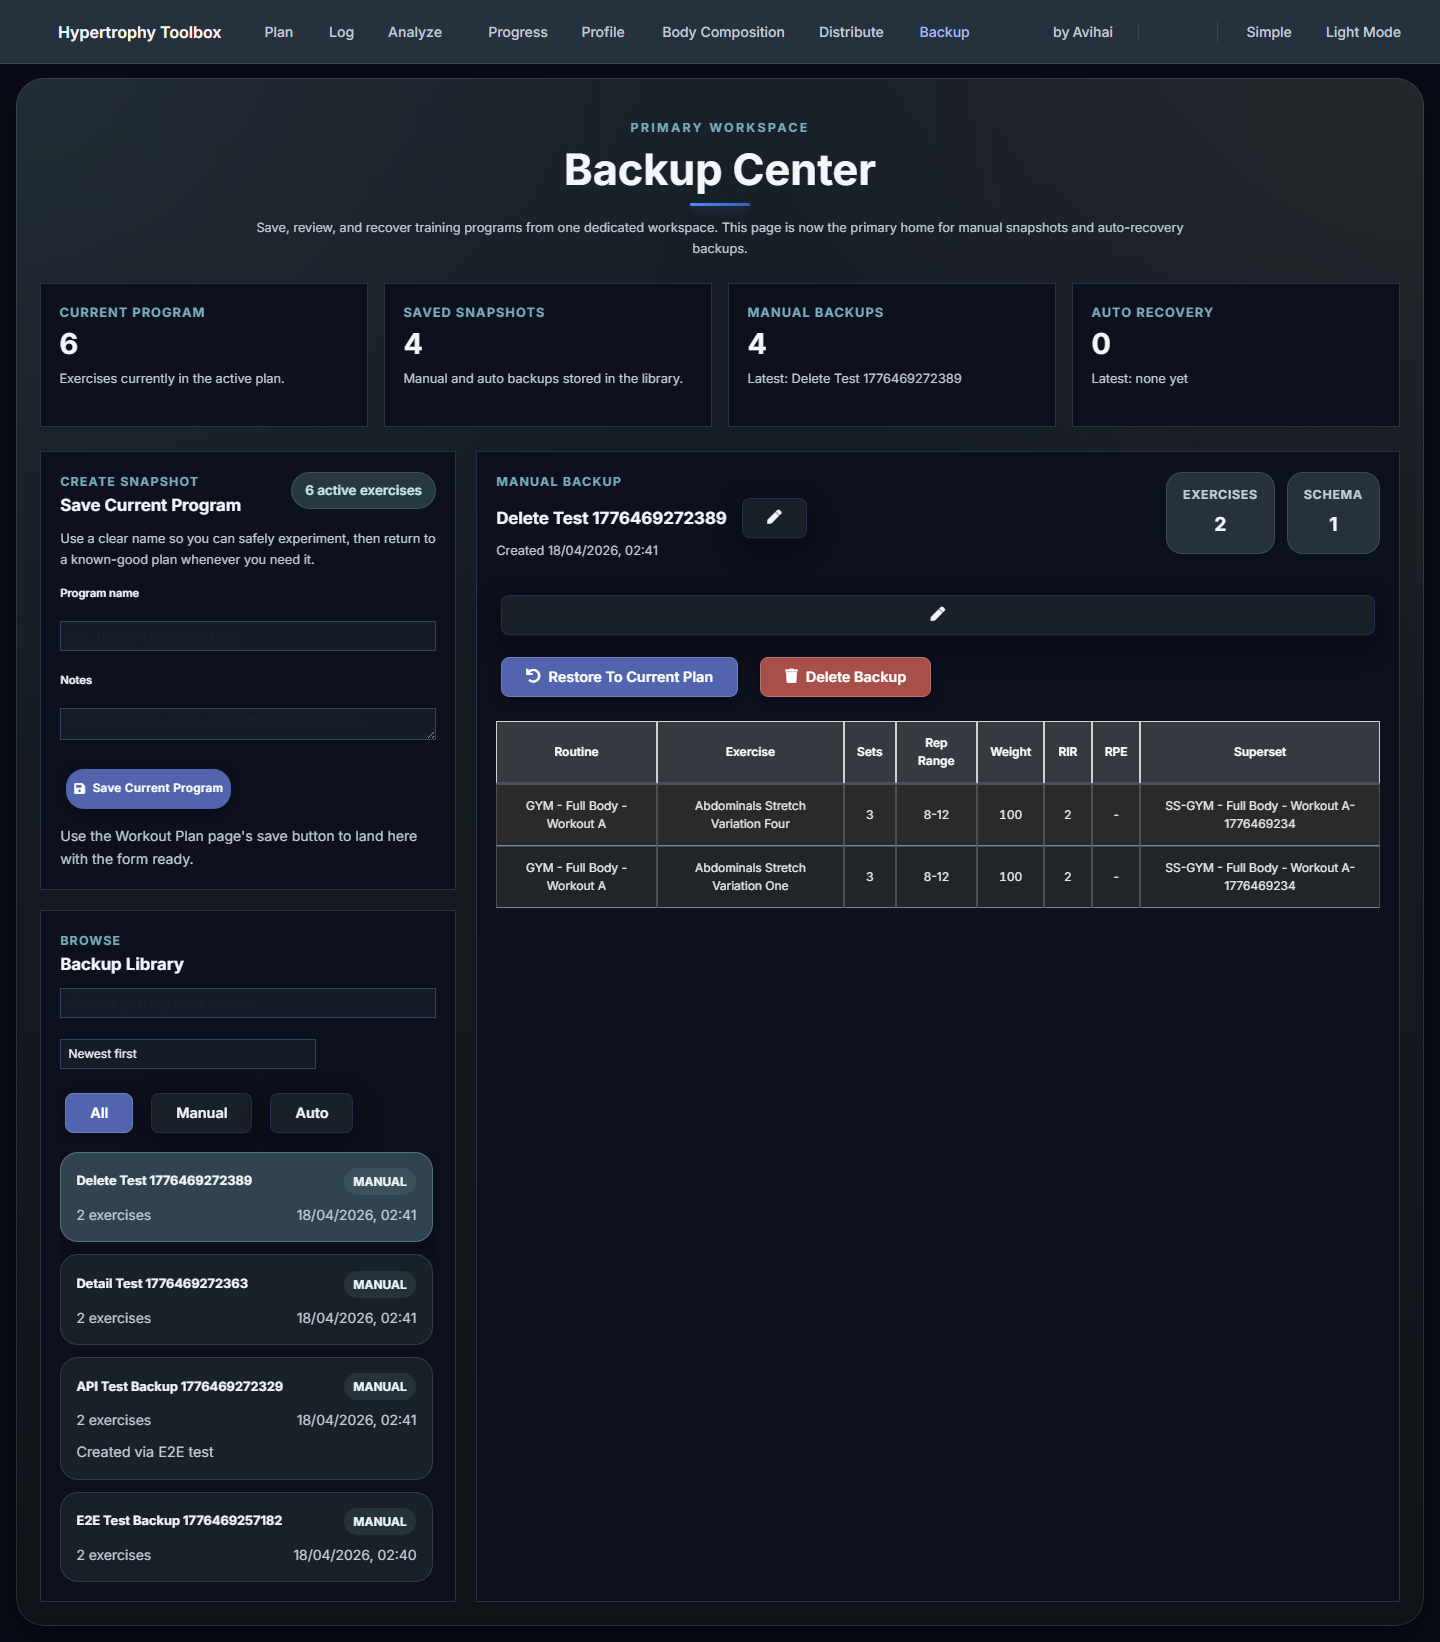 Hypertrophy Toolbox Plan Log Analyze Progress Profile Body Composition Distribute Backup by Avihai Simple Light Mode
PRIMARY WORKSPACE
Backup Center
Save, review, and recover training programs from one dedicated workspace. This page is now the primary home for manual snapshots and auto-recovery
backups.
CURRENT PROGRAM
6
Exercises currently in the active plan.
SAVED SNAPSHOTS
4
Manual and auto backups stored in the library.
MANUAL BACKUPS
4
Latest: Delete Test 1776469272389
AUTO RECOVERY
0
Latest: none yet
CREATE SNAPSHOT
Save Current Program
6 active exercises
Use a clear name so you can safely experiment, then return to
a known-good plan whenever you need it.
Program name
Notes
Save Current Program
Use the Workout Plan page's save button to land here
with the form ready.
BROWSE
Backup Library
Newest first
All Manual Auto
Delete Test 1776469272389 MANUAL
2 exercises 18/04/2026, 02:41
Detail Test 1776469272363 MANUAL
2 exercises 18/04/2026, 02:41
API Test Backup 1776469272329 MANUAL
2 exercises 18/04/2026, 02:41
Created via E2E test
E2E Test Backup 1776469257182 MANUAL
2 exercises 18/04/2026, 02:40
MANUAL BACKUP
Delete Test 1776469272389
Created 18/04/2026, 02:41
EXERCISES
2
SCHEMA
1
Restore To Current Plan Delete Backup
Routine Exercise Sets Rep Range Weight RIR RPE Superset
GYM - Full Body - Workout A Abdominals Stretch Variation Four 3 8-12 100 2 - SS-GYM - Full Body - Workout A-1776469234
GYM - Full Body - Workout A Abdominals Stretch Variation One 3 8-12 100 2 - SS-GYM - Full Body - Workout A-1776469234